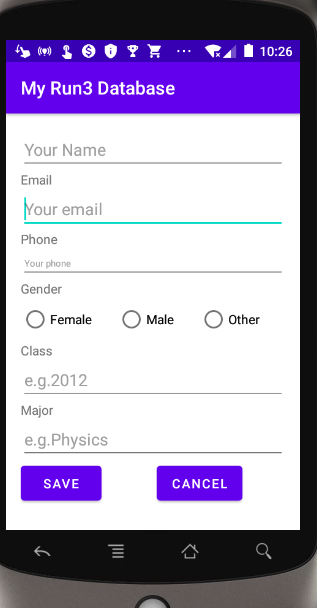 10:26
My Run3 Database
Your Name
Email
Your email
Phone
Your phone
Gender
Female Male Other
Class
e.g.2012
Major
e.g.Physics
SAVE CANCEL